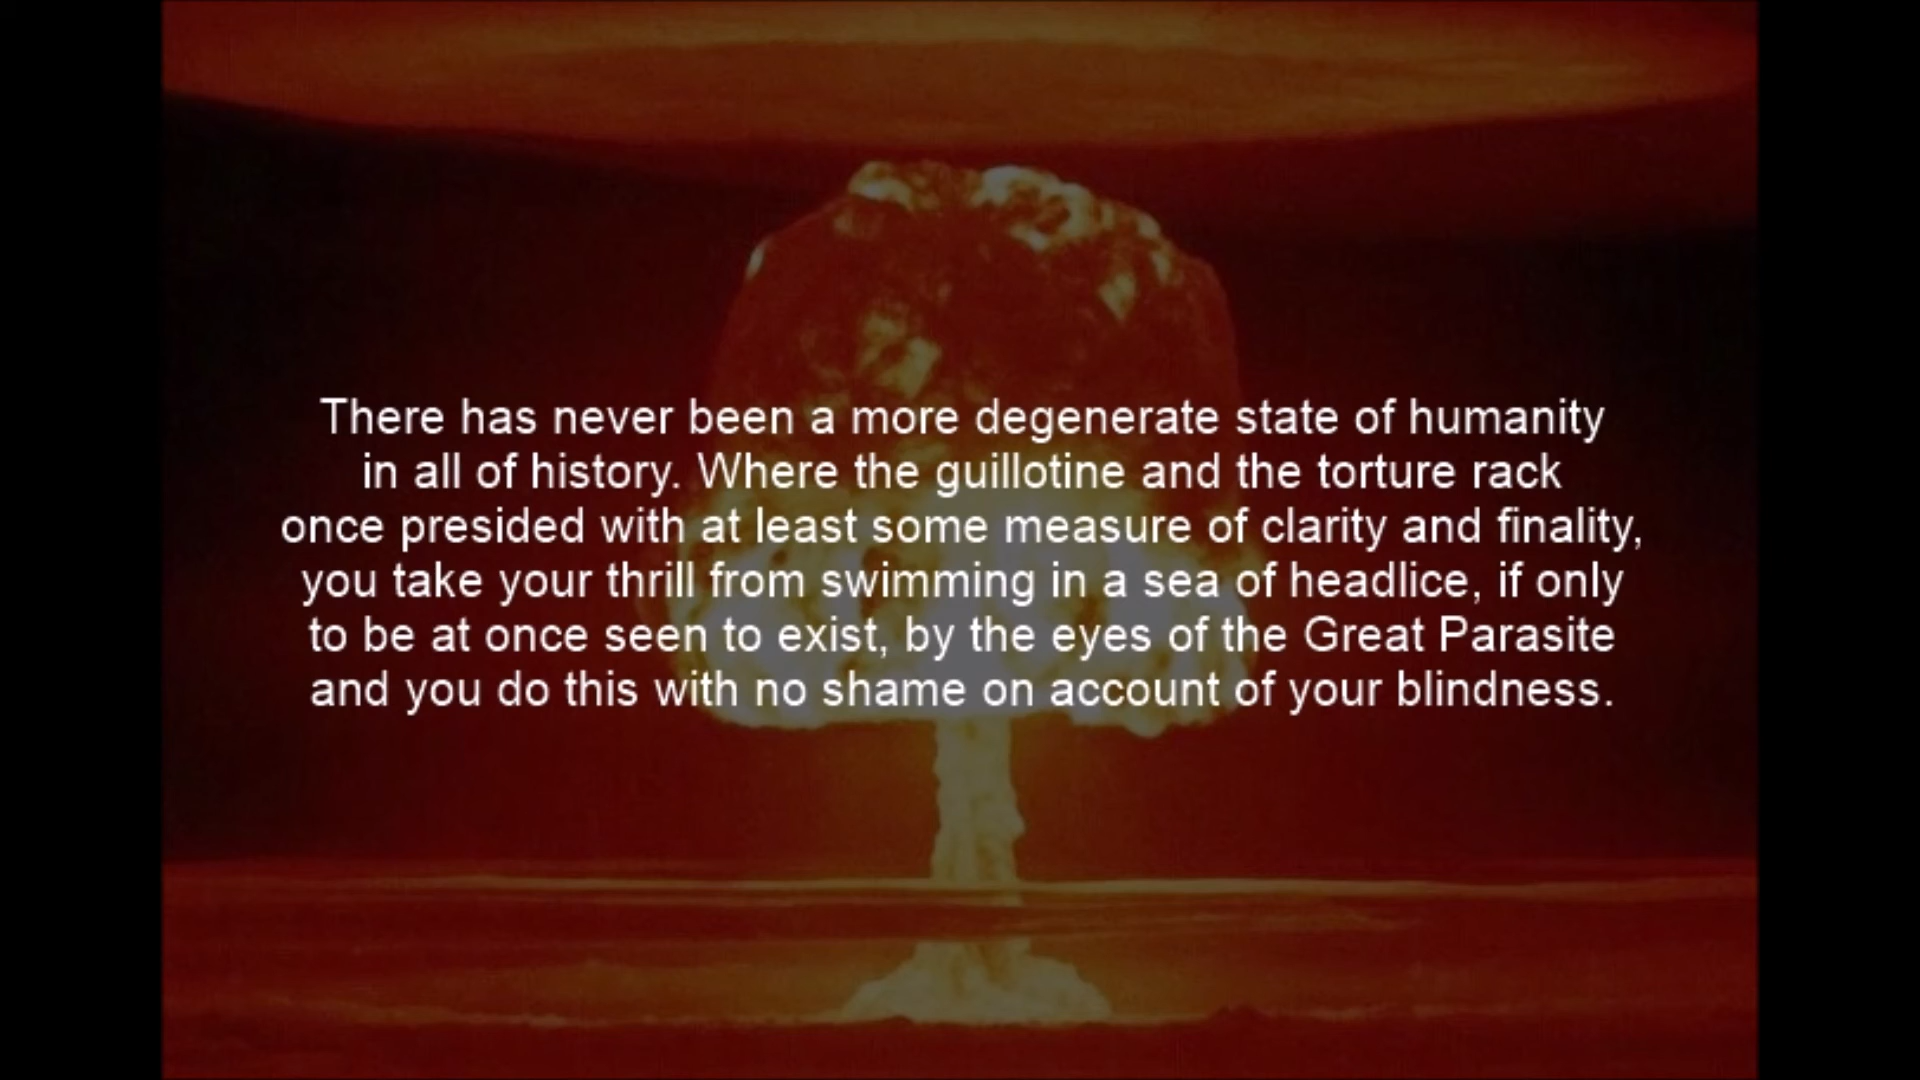 There has never been a more degenerate state of humanity
in all of history. Where the guillotine and the torture rack
once presided with at least some measure of clarity and finality,
you take your thrill from swimming in a sea of headlice, if only
to be at once seen to exist, by the eyes of the Great Parasite
and you do this with no shame on account of your blindness.